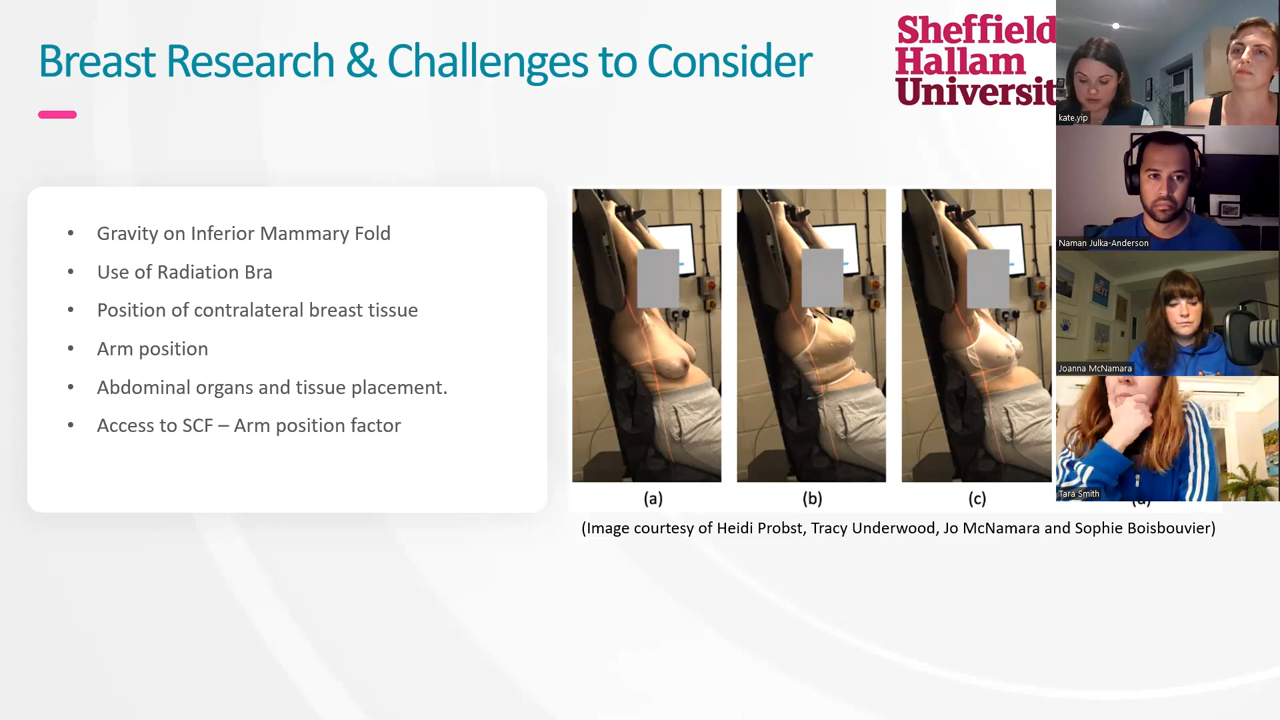 Breast Research & Challenges to Consider
Sheffield
Hallam
Universit
• Gravity on Inferior Mammary Fold
• Use of Radiation Bra
• Position of contralateral breast tissue
• Arm position
• Abdominal organs and tissue placement.
• Access to SCF – Arm position factor
(a)
(b)
(c)
(Image courtesy of Heidi Probst, Tracy Underwood, Jo McNamara and Sophie Boisbouvier)
kate.yip
Naman Julka-Anderson
Joanna McNamara
Tara Smith